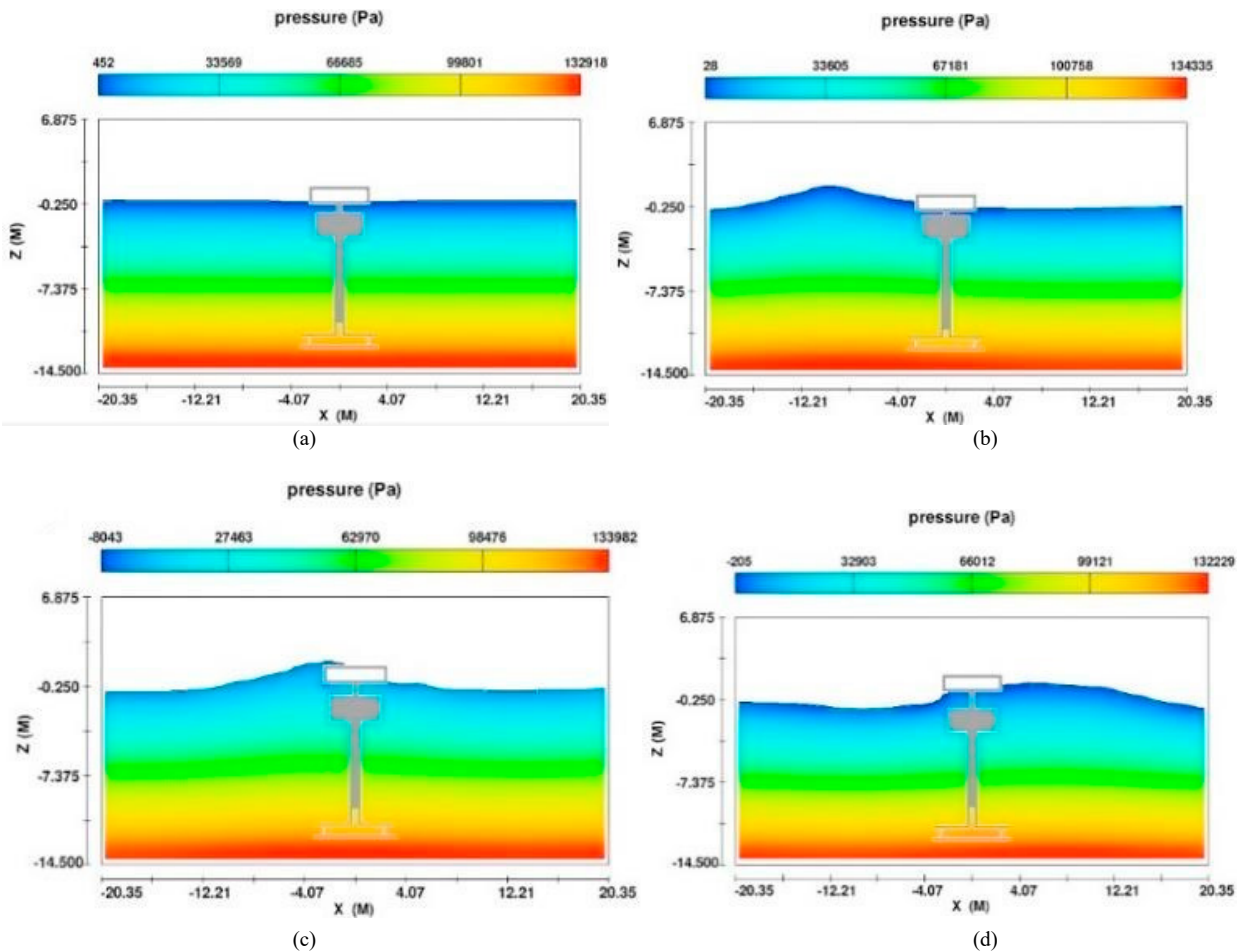 pressure (Pa)
452 33569 66685 99801 132918
6.875
-0.250
-7.375
-14.500
Z (M)
-20.35 -12.21 -4.07 4.07 12.21 20.35
X (M)
(a)
pressure (Pa)
28 33605 67181 100758 134335
6.875
-0.250
-7.375
-14.500
Z (M)
-20.35 -12.21 -4.07 4.07 12.21 20.35
X (M)
(b)
pressure (Pa)
-8043 27463 62970 98476 133982
6.875
-0.250
-7.375
-14.500
Z (M)
-20.35 -12.21 -4.07 4.07 12.21 20.35
X (M)
(c)
pressure (Pa)
-205 32903 66012 99121 132229
6.875
-0.250
-7.375
-14.500
Z (M)
-20.35 -12.21 -4.07 4.07 12.21 20.35
X (M)
(d)